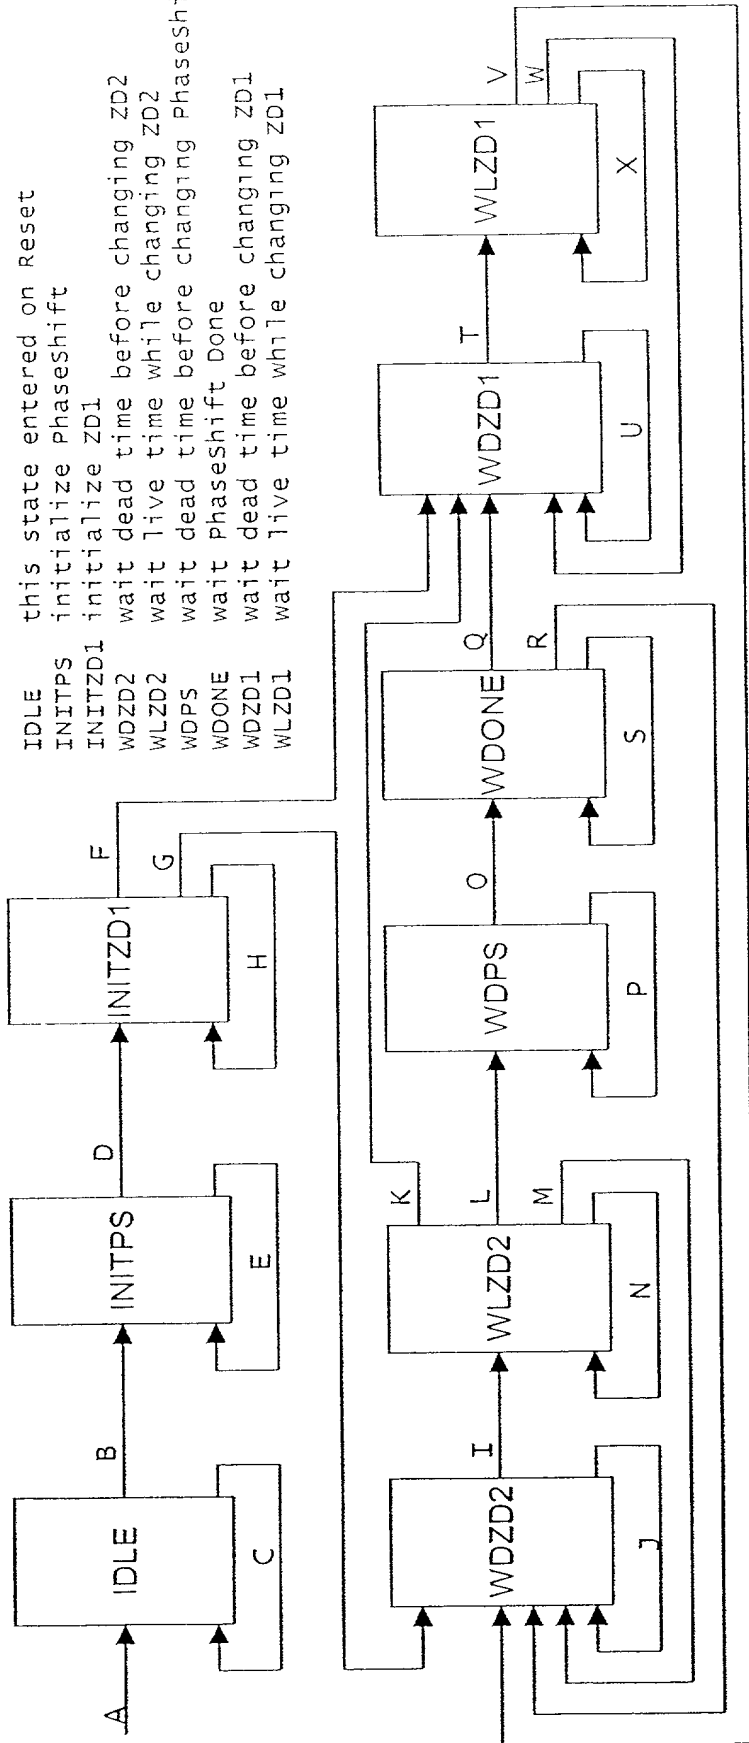 IDLE this state entered on Reset
INITPS initialize PhaseShift
INITZD1 initialize ZD1
WDZD2 wait dead time before changing ZD2
WLZD2 wait live time while changing ZD2
WDPS wait dead time before changing PhaseSh
WDONE wait PhaseShift Done
WDZD1 wait dead time before changing ZD1
WLZD1 wait live time while changing ZD1
A
IDLE
B
C
INITPS
D
E
INITZD1
F
G
H
WDZD2
I
J
WLZD2
K
L
M
N
WDPS
O
P
WDONE
Q
R
S
WDZD1
T
U
WLZD1
V
W
X